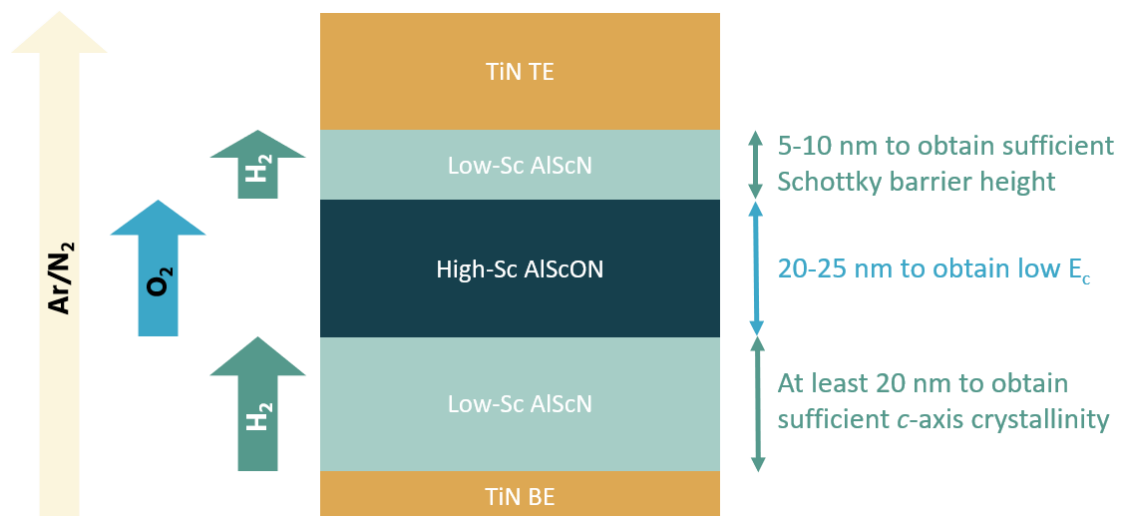 TiN TE
H₂
Low-Sc AlScN
5-10 nm to obtain sufficient
Schottky barrier height
Ar/N₂
O₂
High-Sc AlScON
20-25 nm to obtain low E꜀
H₂
Low-Sc AlScN
At least 20 nm to obtain
sufficient c-axis crystallinity
TiN BE